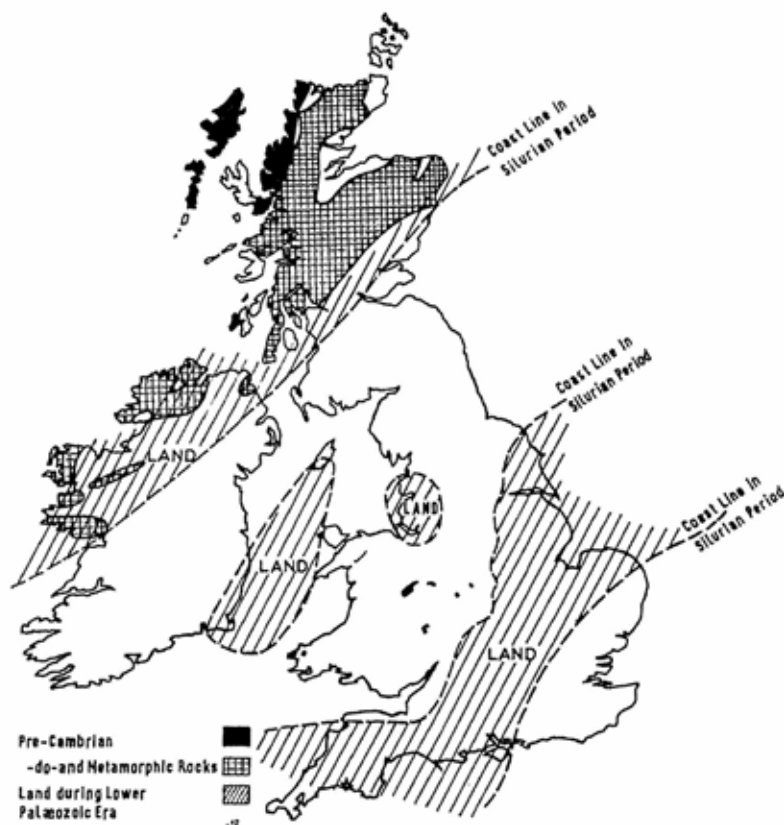 Coast Line in
Silurian Period
Coast Line in
Silurian Period
LAND
LAND
LAND
Coast Line in
Silurian Period
LAND
Pre-Cambrian
-do-and Metamorphic Rocks
Land during Lower
Palæozoic Era